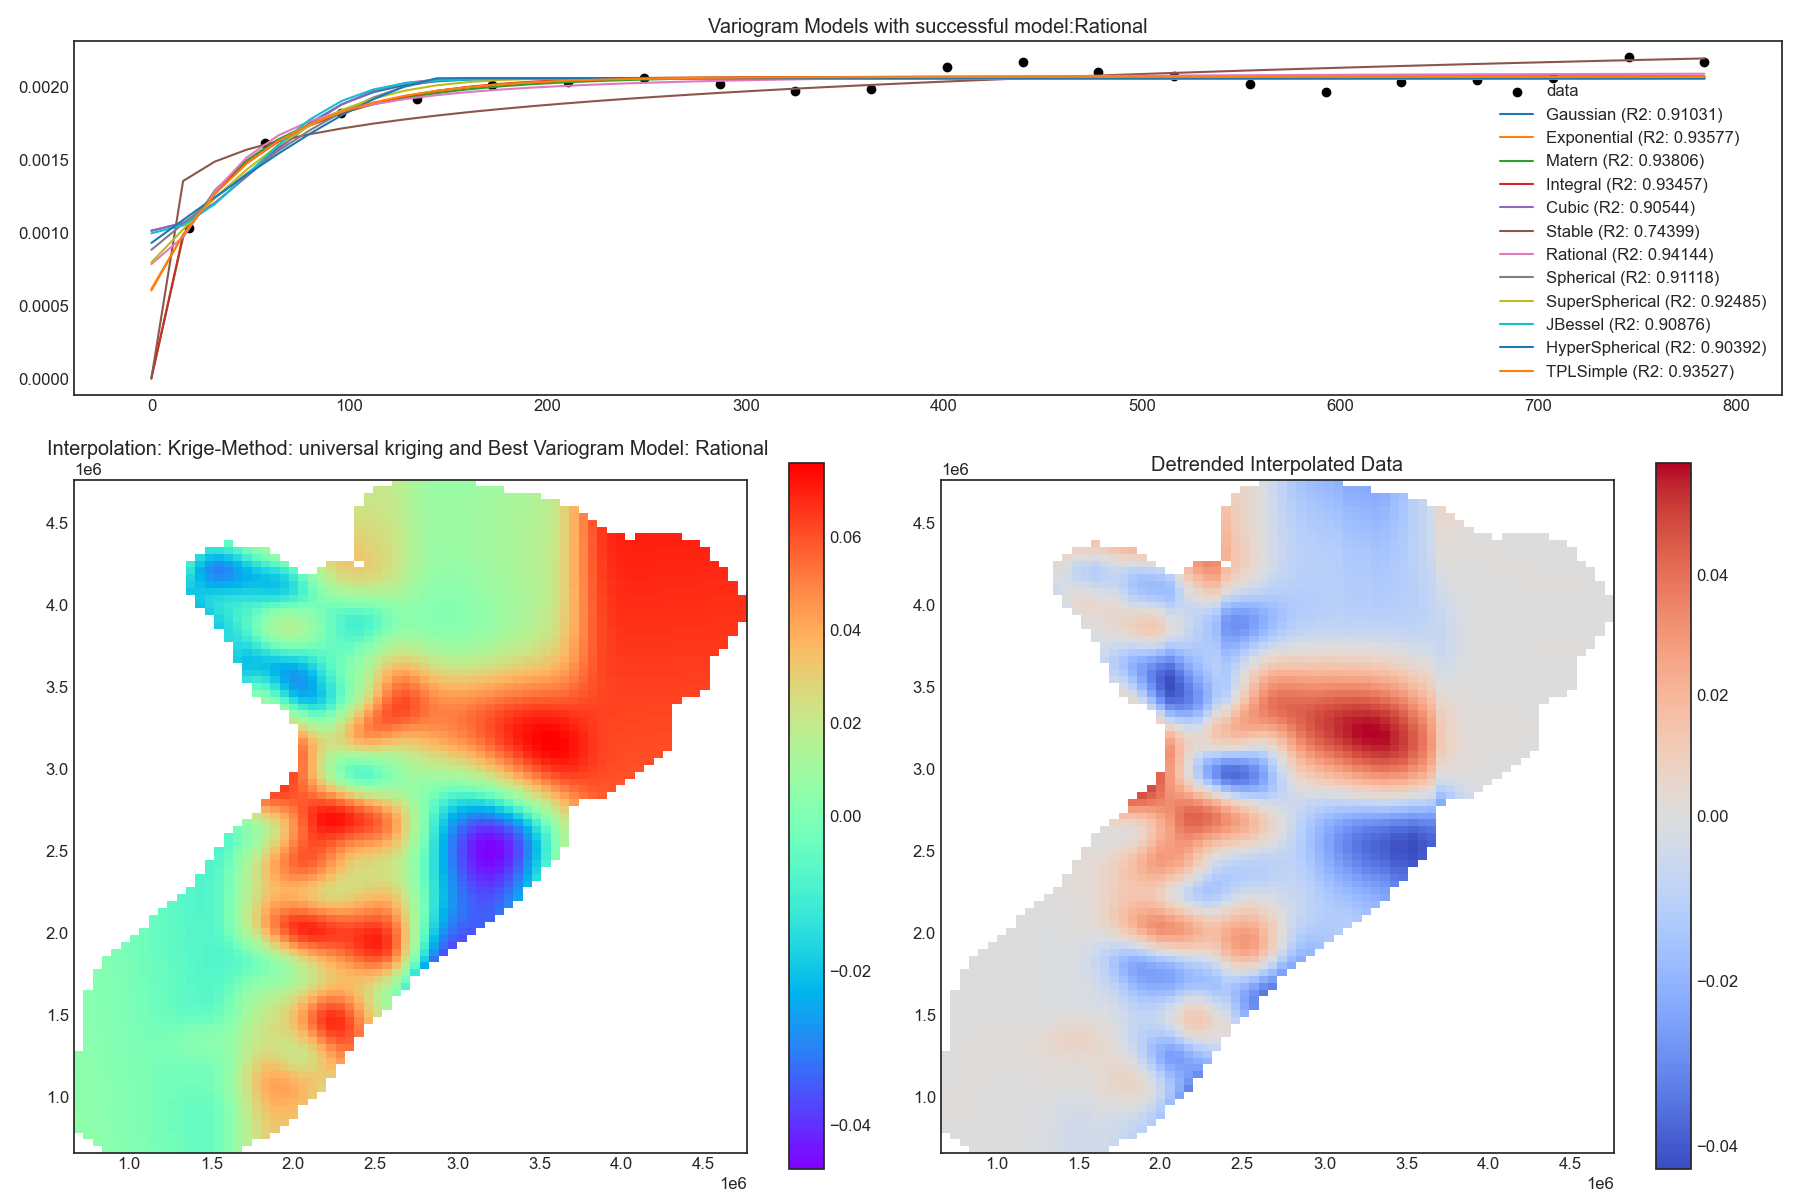 Variogram Models with successful model:Rational
0.0020
0.0015
0.0010
0.0005
0.0000
data
Gaussian (R2: 0.91031)
Exponential (R2: 0.93577)
Matern (R2: 0.93806)
Integral (R2: 0.93457)
Cubic (R2: 0.90544)
Stable (R2: 0.74399)
Rational (R2: 0.94144)
Spherical (R2: 0.91118)
SuperSpherical (R2: 0.92485)
JBessel (R2: 0.90876)
HyperSpherical (R2: 0.90392)
TPLSimple (R2: 0.93527)
0 100 200 300 400 500 600 700 800
Interpolation: Krige-Method: universal kriging and Best Variogram Model: Rational
1e6
4.5
4.0
3.5
3.0
2.5
2.0
1.5
1.0
1.0 1.5 2.0 2.5 3.0 3.5 4.0 4.5
1e6
0.06
0.04
0.02
0.00
−0.02
−0.04
Detrended Interpolated Data
1e6
4.5
4.0
3.5
3.0
2.5
2.0
1.5
1.0
1.0 1.5 2.0 2.5 3.0 3.5 4.0 4.5
1e6
0.04
0.02
0.00
−0.02
−0.04